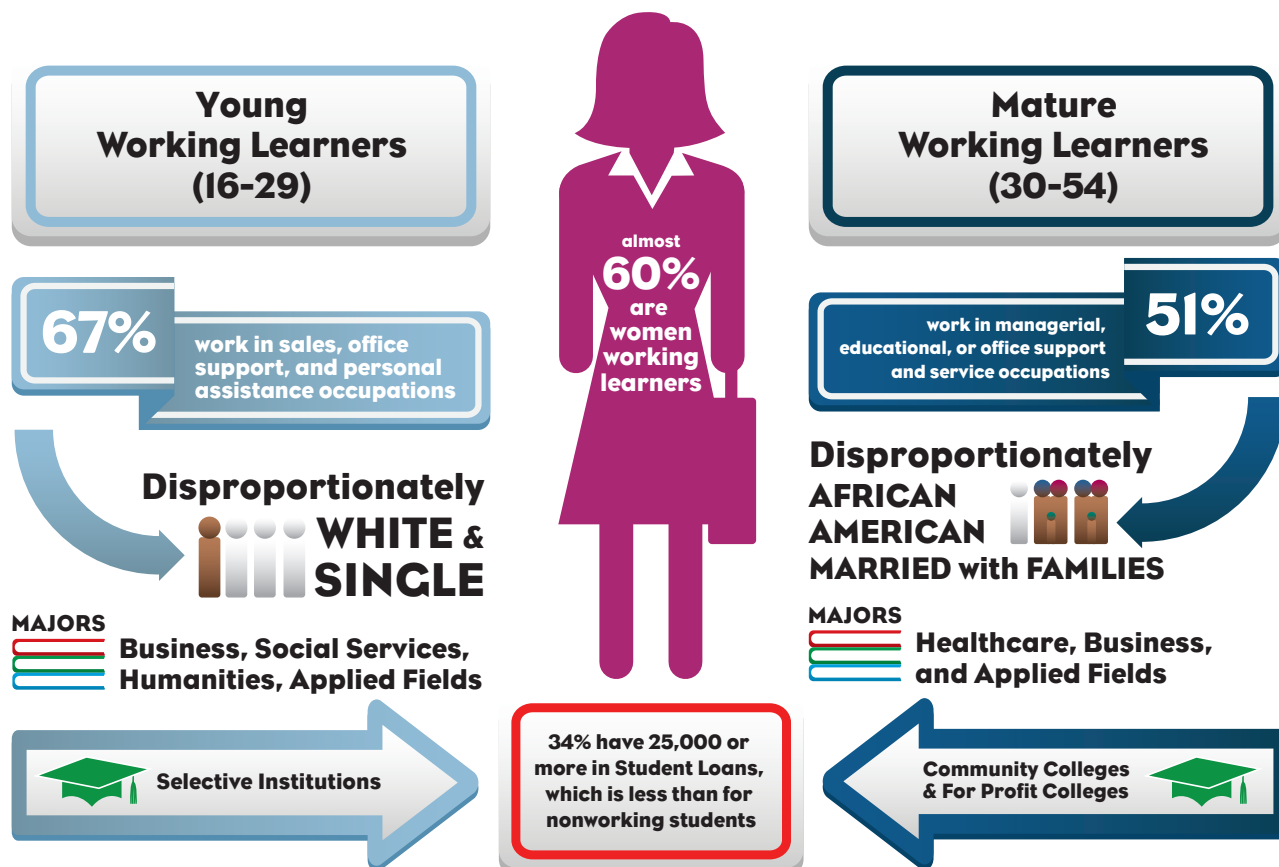 Young
Working Learners
(16-29)
67%
work in sales, office
support, and personal
assistance occupations
Disproportionately
WHITE &
SINGLE
MAJORS
Business, Social Services,
Humanities, Applied Fields
Selective Institutions
almost
60%
are
women
working
learners
34% have 25,000 or
more in Student Loans,
which is less than for
nonworking students
Mature
Working Learners
(30-54)
51%
work in managerial,
educational, or office support
and service occupations
Disproportionately
AFRICAN
AMERICAN
MARRIED with FAMILIES
MAJORS
Healthcare, Business,
and Applied Fields
Community Colleges
& For Profit Colleges